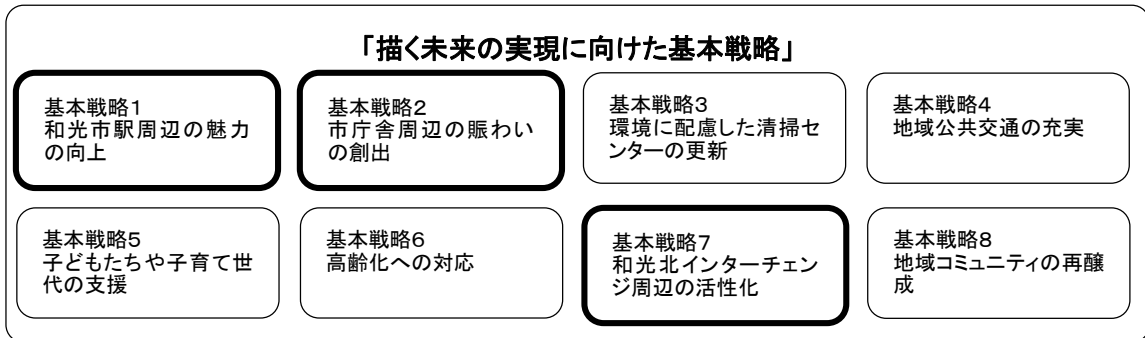 「描く未来の実現に向けた基本戦略」
基本戦略1
和光市駅周辺の魅力
の向上
基本戦略2
市庁舎周辺の賑わい
の創出
基本戦略3
環境に配慮した清掃セ
ンターの更新
基本戦略4
地域公共交通の充実
基本戦略5
子どもたちや子育て世
代の支援
基本戦略6
高齢化への対応
基本戦略7
和光北インターチェン
ジ周辺の活性化
基本戦略8
地域コミュニティの再醸
成